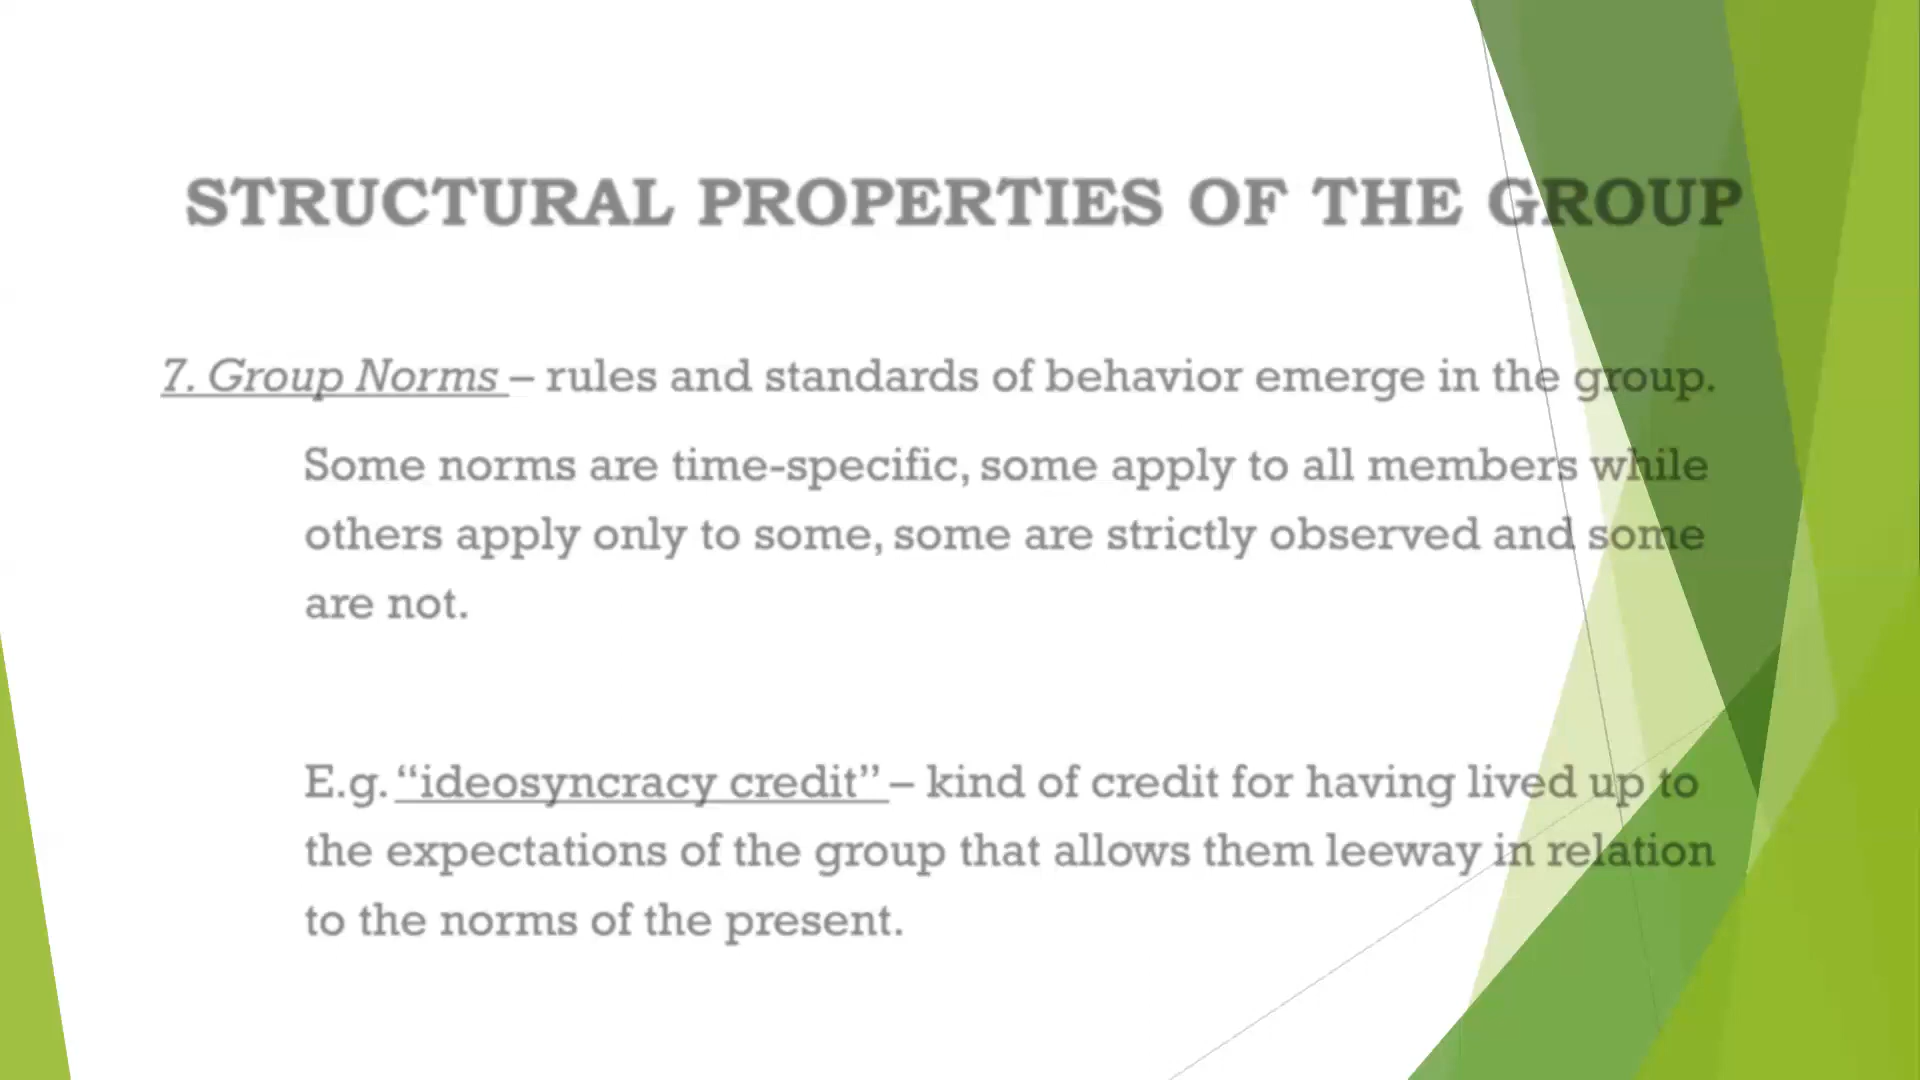 STRUCTURAL PROPERTIES OF THE GROUP
7. Group Norms – rules and standards of behavior emerge in the group.
Some norms are time-specific, some apply to all members while
others apply only to some, some are strictly observed and some
are not.
E.g. “ideosyncracy credit” – kind of credit for having lived up to
the expectations of the group that allows them leeway in relation
to the norms of the present.